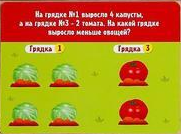 На грядке №1 выросло 4 капусты,
а на грядке №3 - 2 томата. На какой грядке
выросло меньше овощей?
Грядка 1
Грядка 3